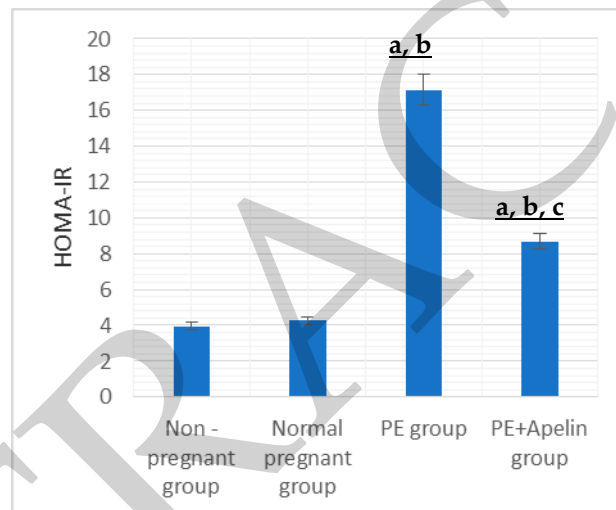 20
a, b
18
16
14
12
HOMA-IR
10
a, b, c
8
6
4
2
0
Non - pregnant group
Normal pregnant group
PE group
PE+Apelin group
TRAC